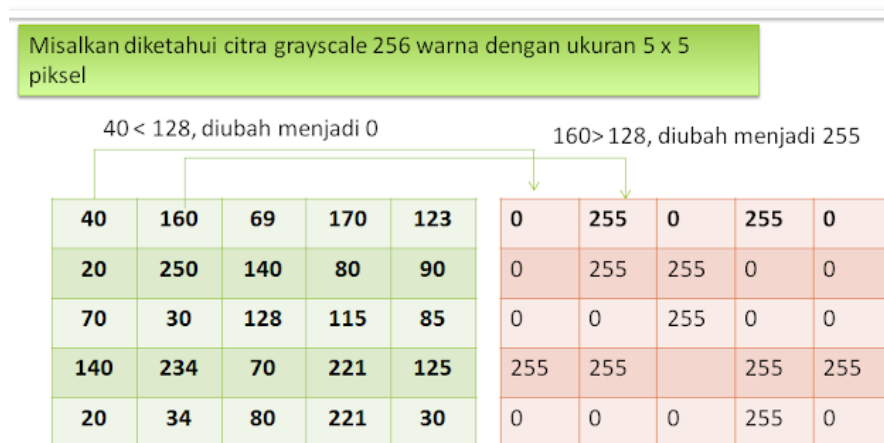 Misalkan diketahui citra grayscale 256 warna dengan ukuran 5 x 5
piksel
40 < 128, diubah menjadi 0
160> 128, diubah menjadi 255
40 160 69 170 123
20 250 140 80 90
70 30 128 115 85
140 234 70 221 125
20 34 80 221 30
0 255 0 255 0
0 255 255 0 0
0 0 255 0 0
255 255 255 255
0 0 0 255 0